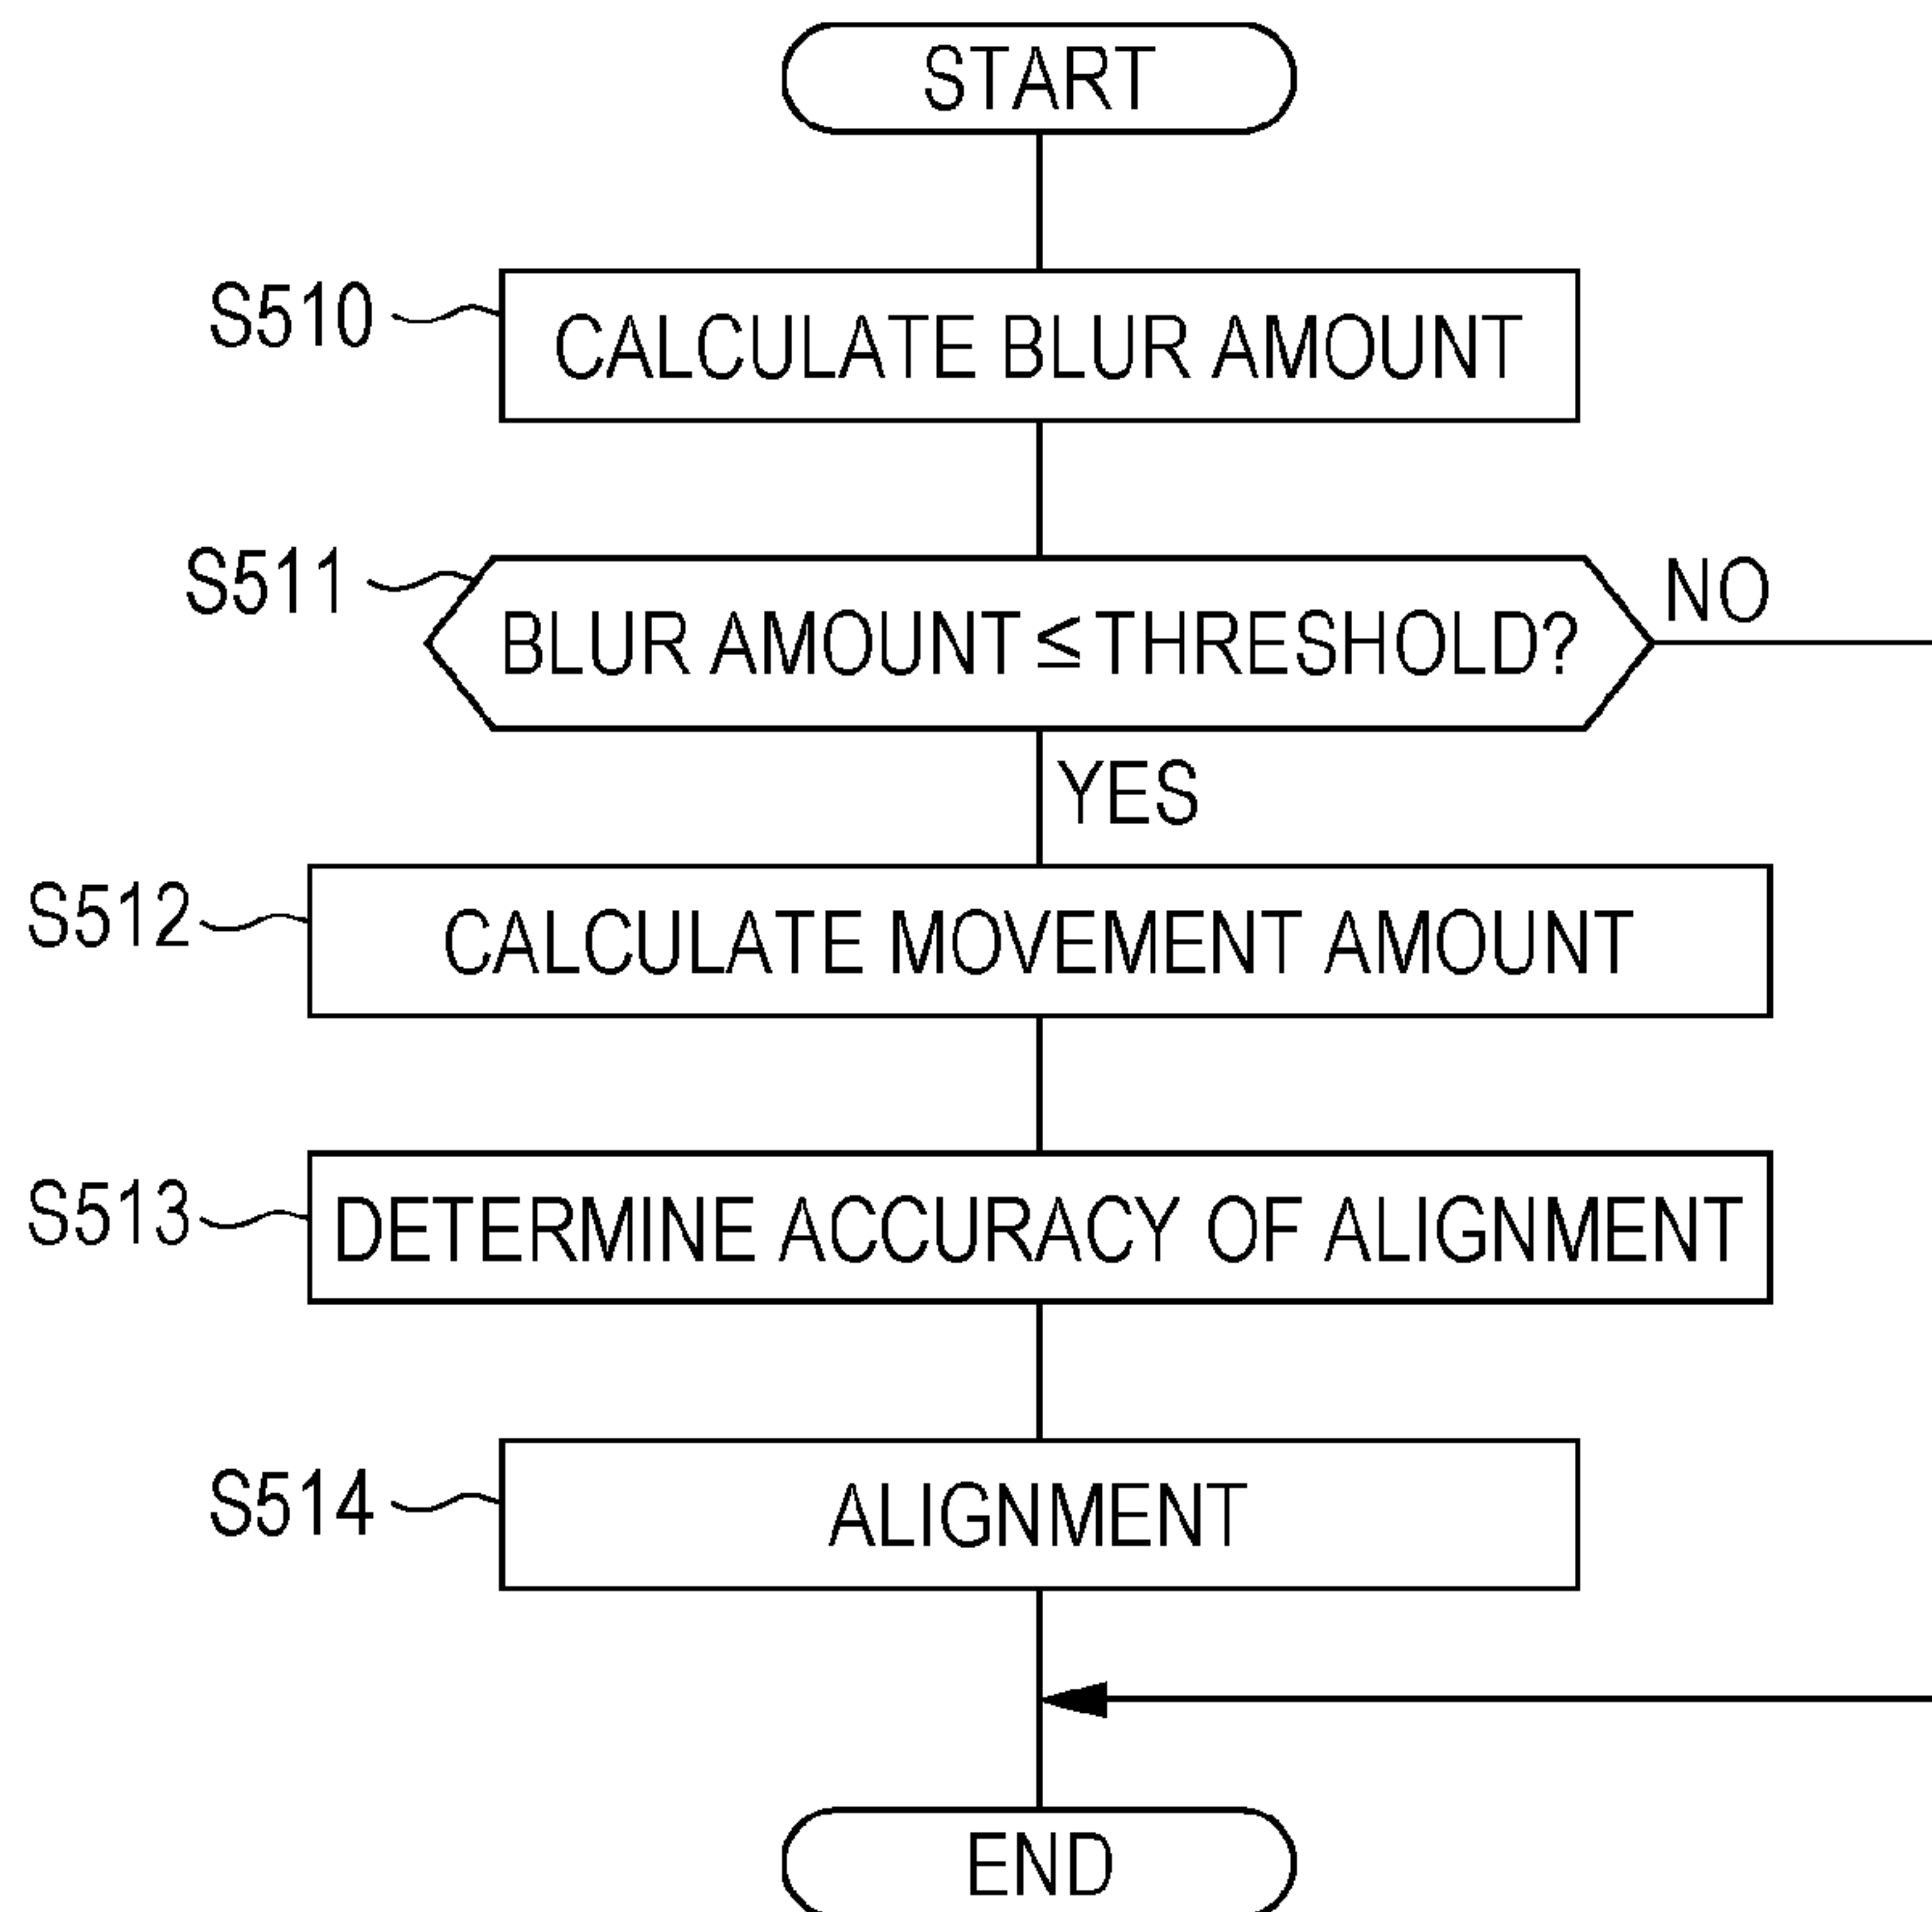 START
S510
CALCULATE BLUR AMOUNT
S511
BLUR AMOUNT ≤ THRESHOLD?
NO
YES
S512
CALCULATE MOVEMENT AMOUNT
S513
DETERMINE ACCURACY OF ALIGNMENT
S514
ALIGNMENT
END